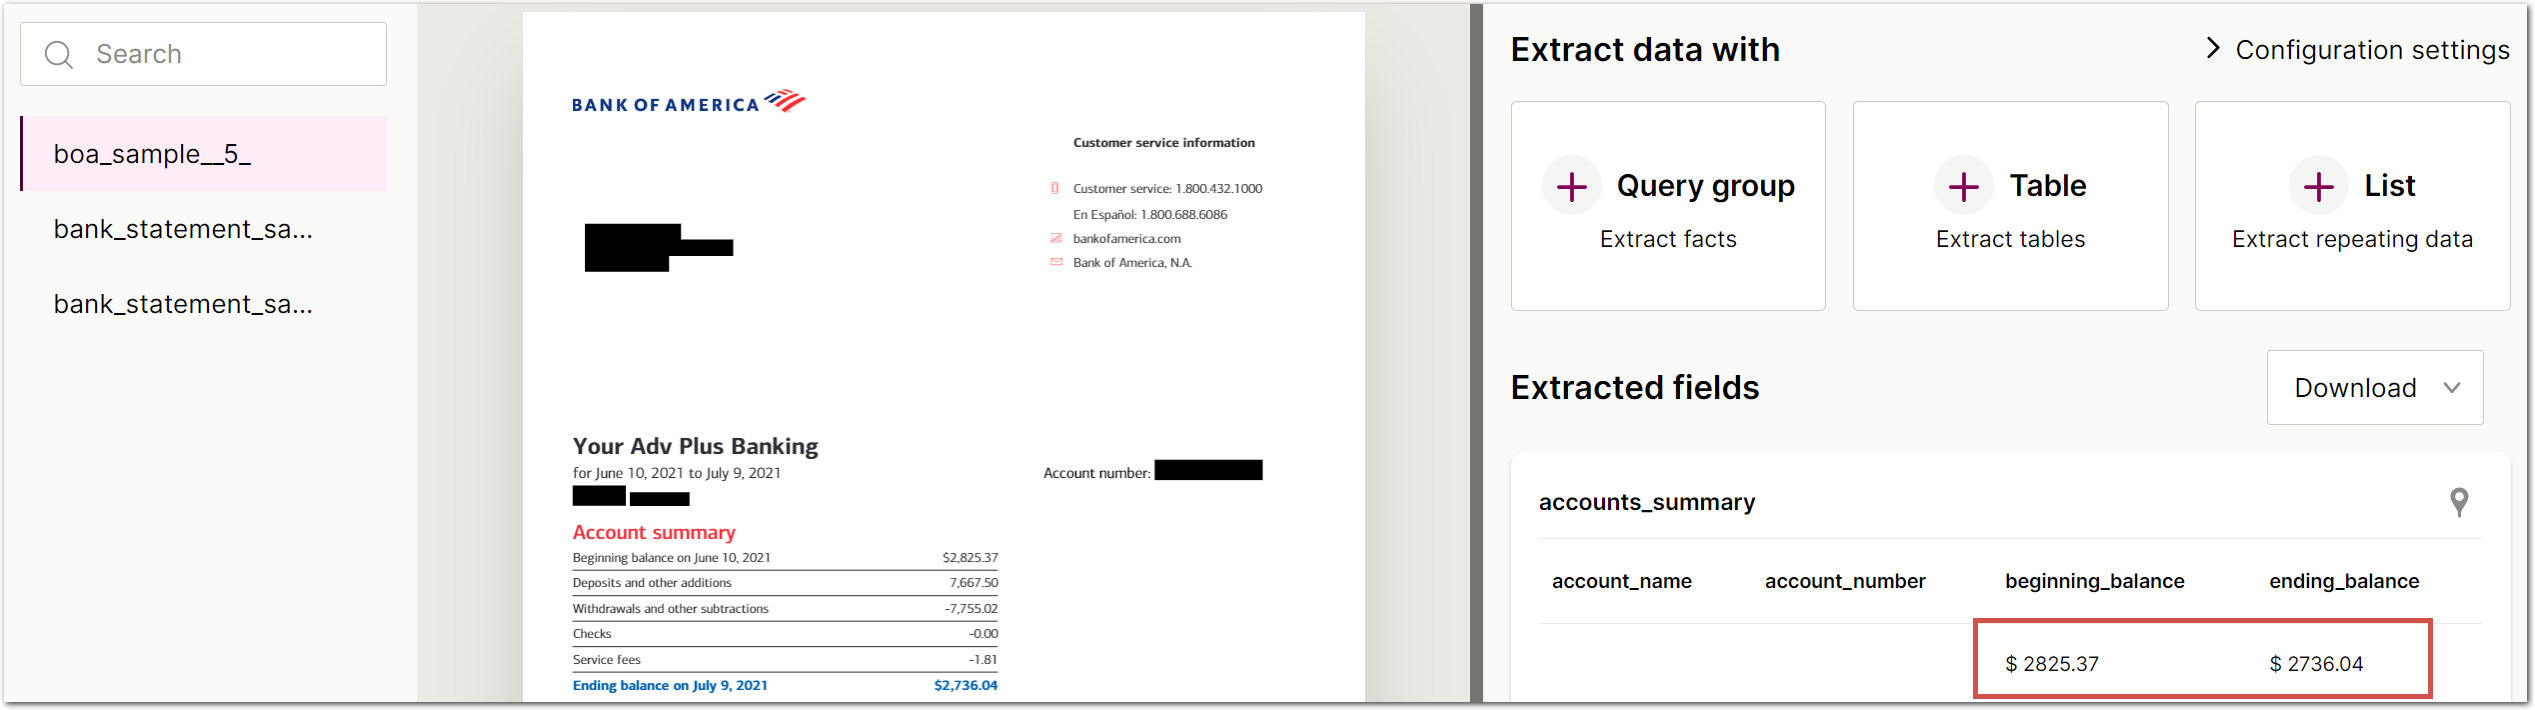 Search
boa_sample__5_
bank_statement_sa...
bank_statement_sa...
BANK OF AMERICA
Customer service information
Customer service: 1.800.432.1000
En Español: 1.800.688.6086
bankofamerica.com
Bank of America, N.A.
Your Adv Plus Banking
for June 10, 2021 to July 9, 2021
Account number:
Account summary
Beginning balance on June 10, 2021 $2,825.37
Deposits and other additions 7,667.50
Withdrawals and other subtractions -7,755.02
Checks -0.00
Service fees -1.81
Ending balance on July 9, 2021 $2,736.04
Extract data with
Configuration settings
Query group
Extract facts
Table
Extract tables
List
Extract repeating data
Extracted fields
Download
accounts_summary
account_name account_number beginning_balance ending_balance
$ 2825.37 $ 2736.04